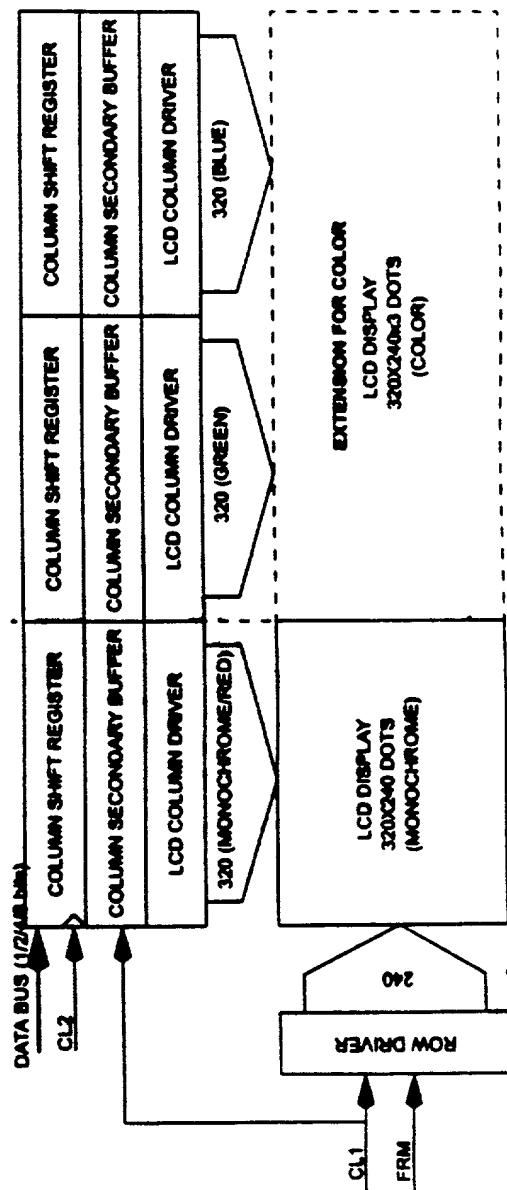 DATA BUS (1/2/4/8 bits)
CL2
COLUMN SHIFT REGISTER
COLUMN SECONDARY BUFFER
LCD COLUMN DRIVER
320 (MONOCHROME/RED)
COLUMN SHIFT REGISTER
COLUMN SECONDARY BUFFER
LCD COLUMN DRIVER
320 (GREEN)
COLUMN SHIFT REGISTER
COLUMN SECONDARY BUFFER
LCD COLUMN DRIVER
320 (BLUE)
CL1
FRM
ROW DRIVER
240
LCD DISPLAY
320X240 DOTS
(MONOCHROME)
EXTENSION FOR COLOR
LCD DISPLAY
320X240x3 DOTS
(COLOR)